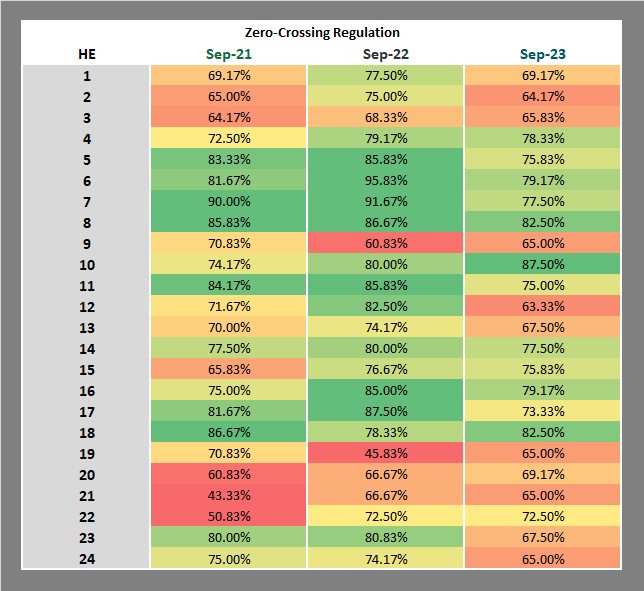 Zero-Crossing Regulation
HE Sep-21 Sep-22 Sep-23
1 69.17% 77.50% 69.17%
2 65.00% 75.00% 64.17%
3 64.17% 68.33% 65.83%
4 72.50% 79.17% 78.33%
5 83.33% 85.83% 75.83%
6 81.67% 95.83% 79.17%
7 90.00% 91.67% 77.50%
8 85.83% 86.67% 82.50%
9 70.83% 60.83% 65.00%
10 74.17% 80.00% 87.50%
11 84.17% 85.83% 75.00%
12 71.67% 82.50% 63.33%
13 70.00% 74.17% 67.50%
14 77.50% 80.00% 77.50%
15 65.83% 76.67% 75.83%
16 75.00% 85.00% 79.17%
17 81.67% 87.50% 73.33%
18 86.67% 78.33% 82.50%
19 70.83% 45.83% 65.00%
20 60.83% 66.67% 69.17%
21 43.33% 66.67% 65.00%
22 50.83% 72.50% 72.50%
23 80.00% 80.83% 67.50%
24 75.00% 74.17% 65.00%